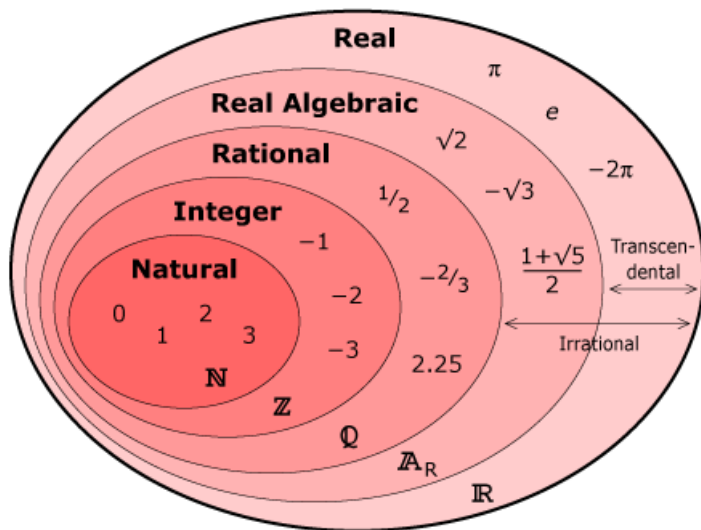 Real
π
Real Algebraic
e
√2
Rational
−2π
1/2
−√3
Integer
−1
Transcen-
dental
1+√5
2
Natural
−2/3
−2
0
2
1
3
Irrational
−3
2.25
ℕ
ℤ
ℚ
𝔸R
ℝ